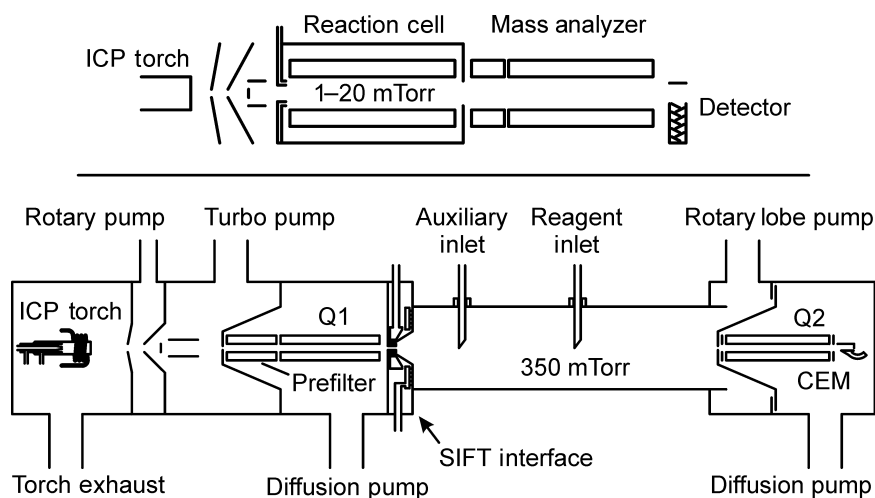 Reaction cell
Mass analyzer
ICP torch
1–20 mTorr
Detector
Rotary pump
Turbo pump
Auxiliary
inlet
Reagent
inlet
Rotary lobe pump
ICP torch
Q1
Q2
Prefilter
350 mTorr
CEM
SIFT interface
Torch exhaust
Diffusion pump
Diffusion pump